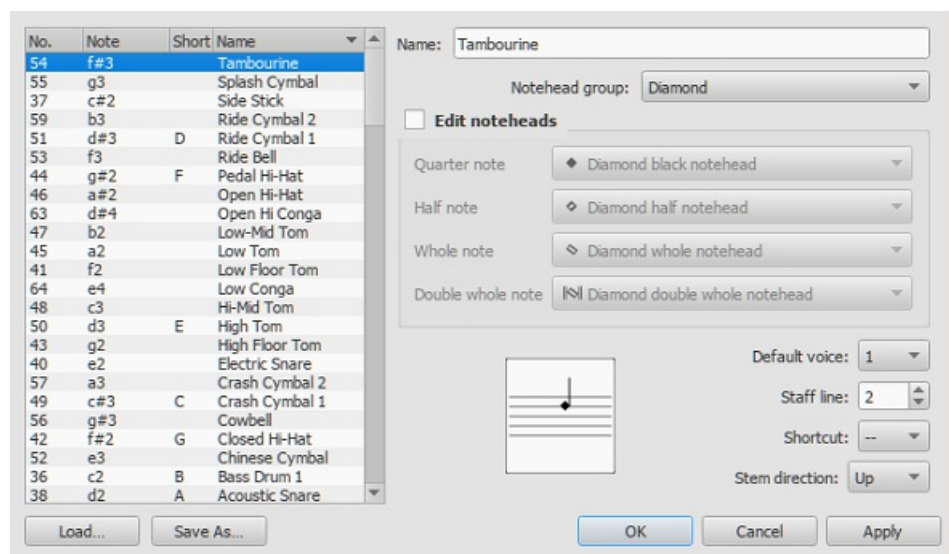 No. Note Short Name
54 f#3 Tambourine
55 g3 Splash Cymbal
37 c#2 Side Stick
59 b3 Ride Cymbal 2
51 d#3 D Ride Cymbal 1
53 f3 Ride Bell
44 g#2 F Pedal Hi-Hat
46 a#2 Open Hi-Hat
63 d#4 Open Hi Conga
47 b2 Low-Mid Tom
45 a2 Low Tom
41 f2 Low Floor Tom
64 e4 Low Conga
48 c3 Hi-Mid Tom
50 d3 E High Tom
43 g2 High Floor Tom
40 e2 Electric Snare
57 a3 Crash Cymbal 2
49 c#3 C Crash Cymbal 1
56 g#3 Cowbell
42 f#2 G Closed Hi-Hat
52 e3 Chinese Cymbal
36 c2 B Bass Drum 1
38 d2 A Acoustic Snare
Load... Save As...
Name: Tambourine
Notehead group: Diamond
Edit noteheads
Quarter note Diamond black notehead
Half note Diamond half notehead
Whole note Diamond whole notehead
Double whole note Diamond double whole notehead
Default voice: 1
Staff line: 2
Shortcut: --
Stem direction: Up
OK Cancel Apply